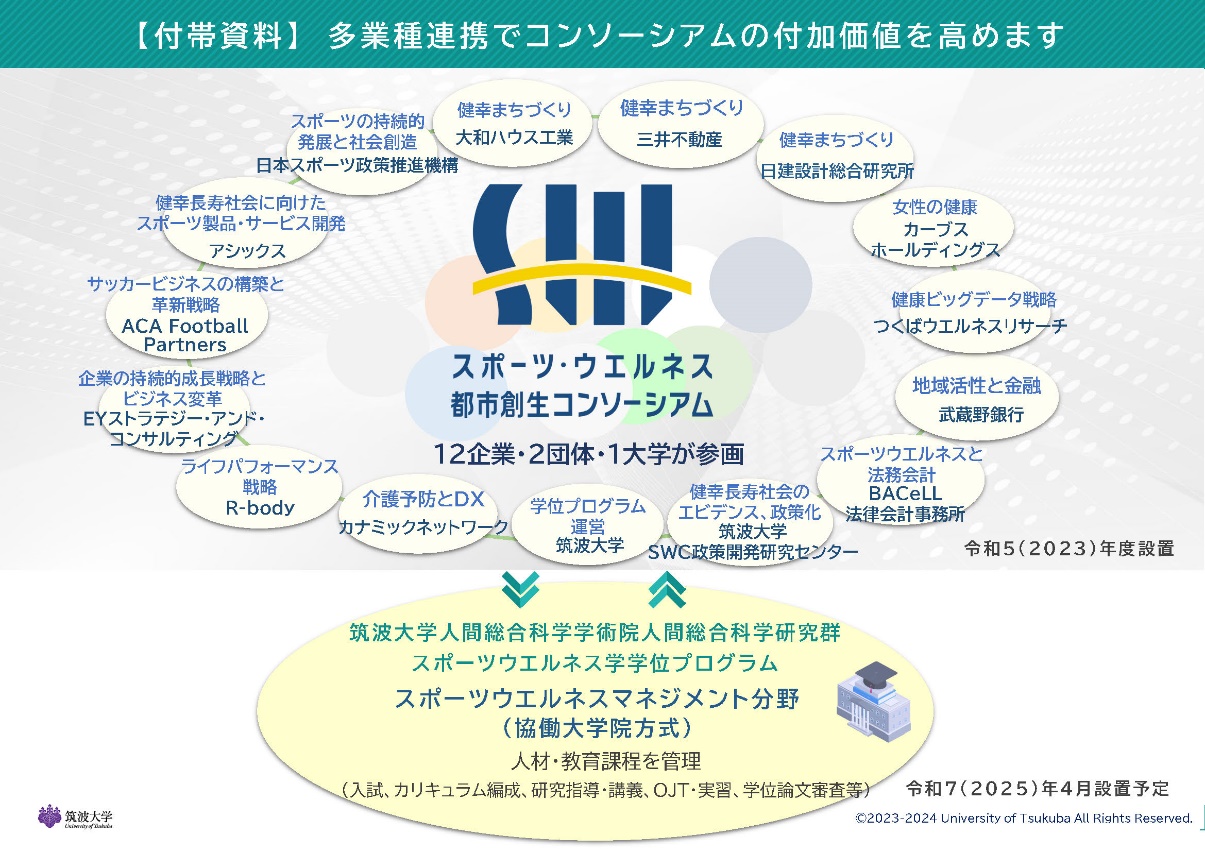 【付帯資料】 多業種連携でコンソーシアムの付加価値を高めます
健幸まちづくり
大和ハウス工業
健幸まちづくり
三井不動産
健幸まちづくり
日建設計総合研究所
女性の健康
カーブス
ホールディングス
健康ビッグデータ戦略
つくばウエルネスリサーチ
地域活性と金融
武蔵野銀行
スポーツウエルネスと
法務会計
BACeLL
法律会計事務所
健幸長寿社会の
エビデンス、政策化
筑波大学
SWC政策開発研究センター
学位プログラム
運営
筑波大学
介護予防とDX
カナミックネットワーク
ライフパフォーマンス
戦略
R-body
企業の持続的成長戦略と
ビジネス変革
EYストラテジー・アンド・
コンサルティング
サッカービジネスの構築と
革新戦略
ACA Football
Partners
健幸長寿社会に向けた
スポーツ製品・サービス開発
アシックス
スポーツの持続的
発展と社会創造
日本スポーツ政策推進機構
スポーツ・ウエルネス
都市創生コンソーシアム
12企業・2団体・1大学が参画
令和5(2023)年度設置
筑波大学人間総合科学学術院人間総合科学研究群
スポーツウエルネス学学位プログラム
スポーツウエルネスマネジメント分野
(協働大学院方式)
人材・教育課程を管理
(入試、カリキュラム編成、研究指導・講義、OJT・実習、学位論文審査等)
令和7(2025)年4月設置予定
筑波大学
University of Tsukuba
©2023-2024 University of Tsukuba All Rights Reserved.